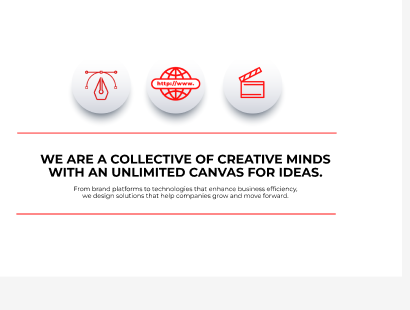 http://www.
WE ARE A COLLECTIVE OF CREATIVE MINDS
WITH AN UNLIMITED CANVAS FOR IDEAS.
From brand platforms to technologies that enhance business efficiency,
we design solutions that help companies grow and move forward.